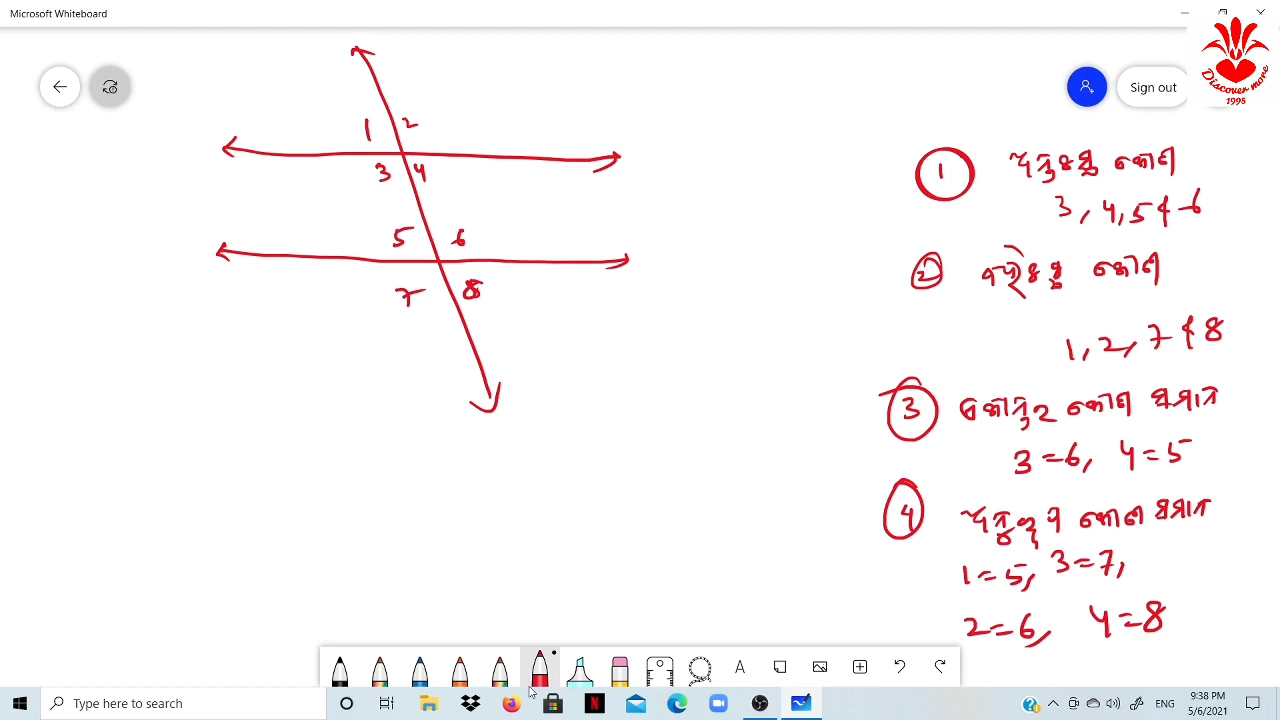 Microsoft Whiteboard
Discover more
1998
Sign out
1 2
3 4
5 6
7 8
1 ଅନ୍ତଃସ୍ଥ କୋଣ
3, 4, 5 & 6
2 ବହିଃସ୍ଥ କୋଣ
1, 2, 7 & 8
3 ଏକାନ୍ତର କୋଣ ସମାନ
3 = 6, 4 = 5
4 ଅନୁରୂପ କୋଣ ସମାନ
1 = 5, 3 = 7,
2 = 6, 4 = 8
Type here to search
ENG
9:38 PM
5/6/2021